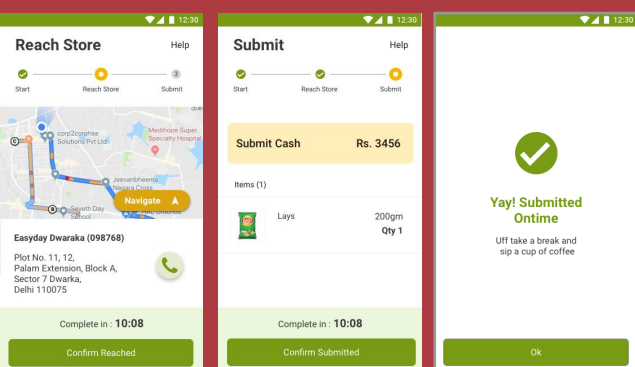 12:30
Reach Store
Help
3
Start
Reach Store
Submit
corp2corphse
Solutions Pvt Ltd
Medihope Super
Specialty Hospital
C
Jeevanbheema
Nagara Cross
Navigate
B
School
Easyday Dwaraka (098768)
Plot No. 11, 12,
Palam Extension, Block A,
Sector 7 Dwarka,
Delhi 110075
Complete in : 10:08
Confirm Reached
12:30
Submit
Help
Start
Reach Store
Submit
Submit Cash
Rs. 3456
Items (1)
Lays
200gm
Qty 1
Complete in : 10:08
Confirm Submitted
12:30
Yay! Submitted
Ontime
Uff take a break and
sip a cup of coffee
Ok